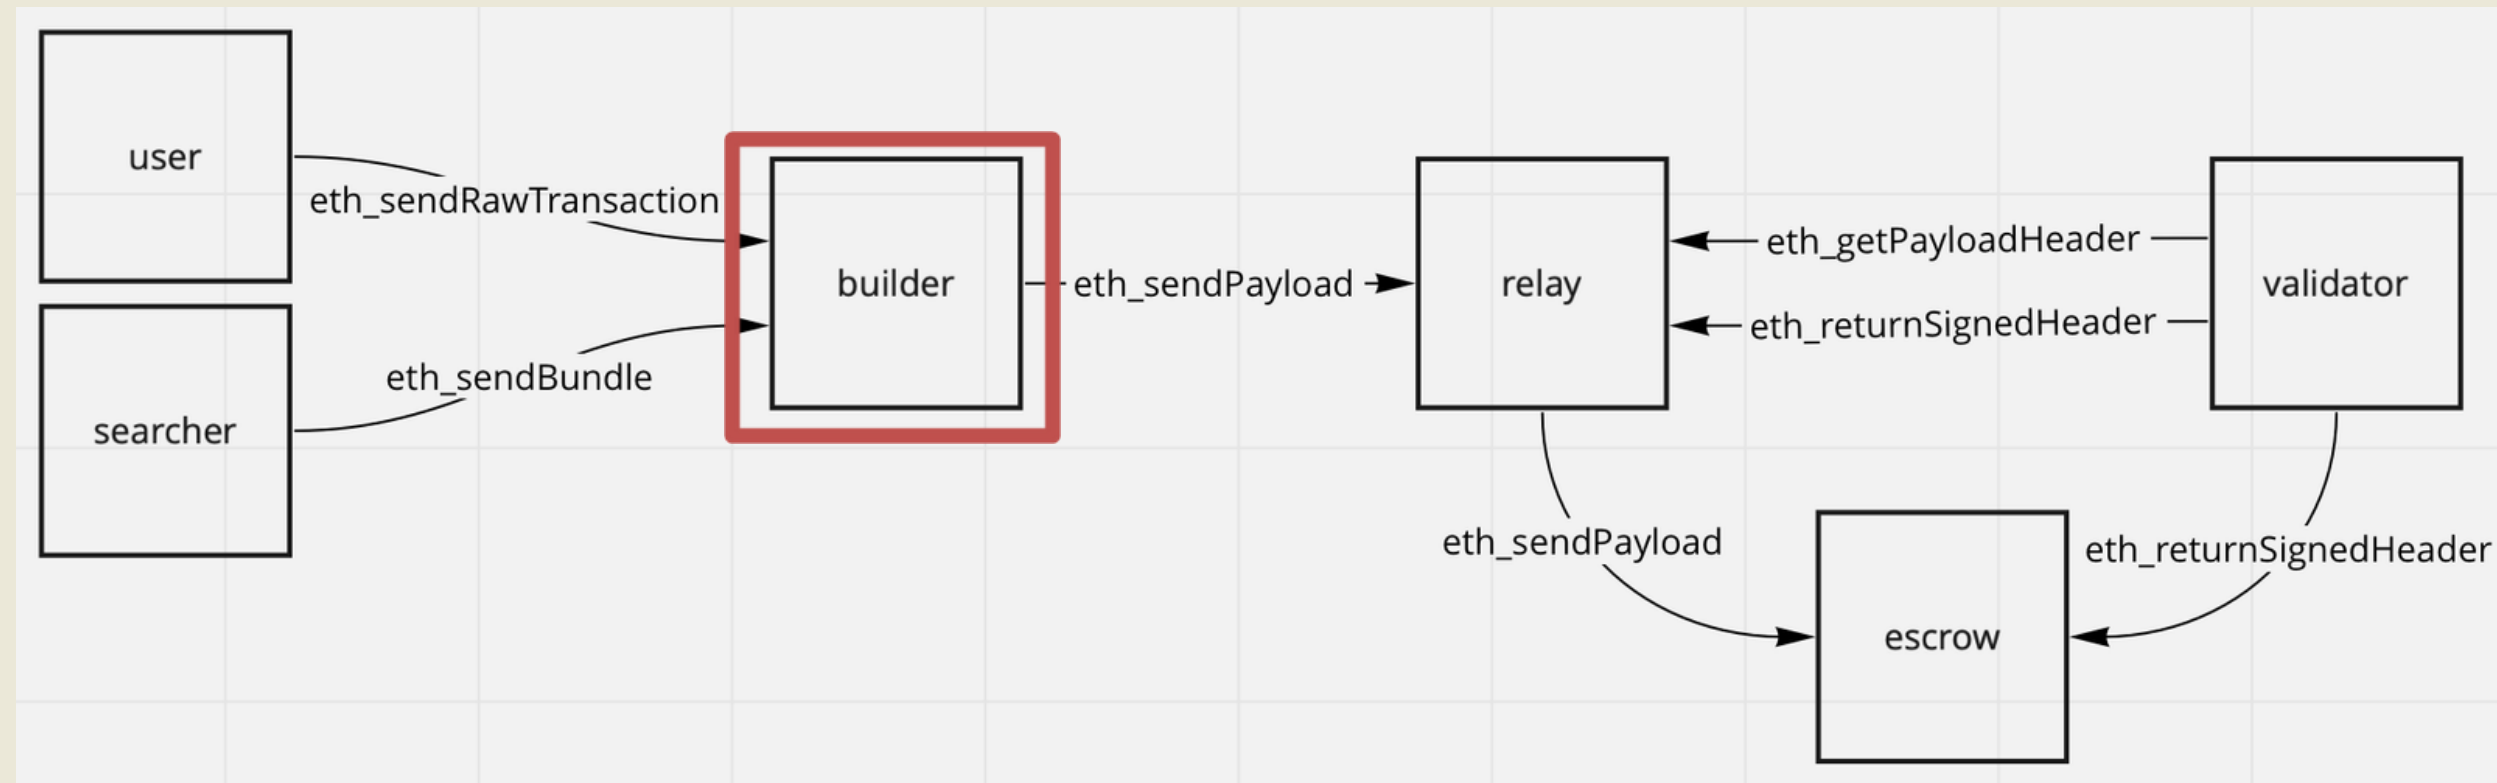 user
eth_sendRawTransaction
searcher
eth_sendBundle
builder
eth_sendPayload
relay
eth_getPayloadHeader
eth_returnSignedHeader
validator
eth_sendPayload
escrow
eth_returnSignedHeader